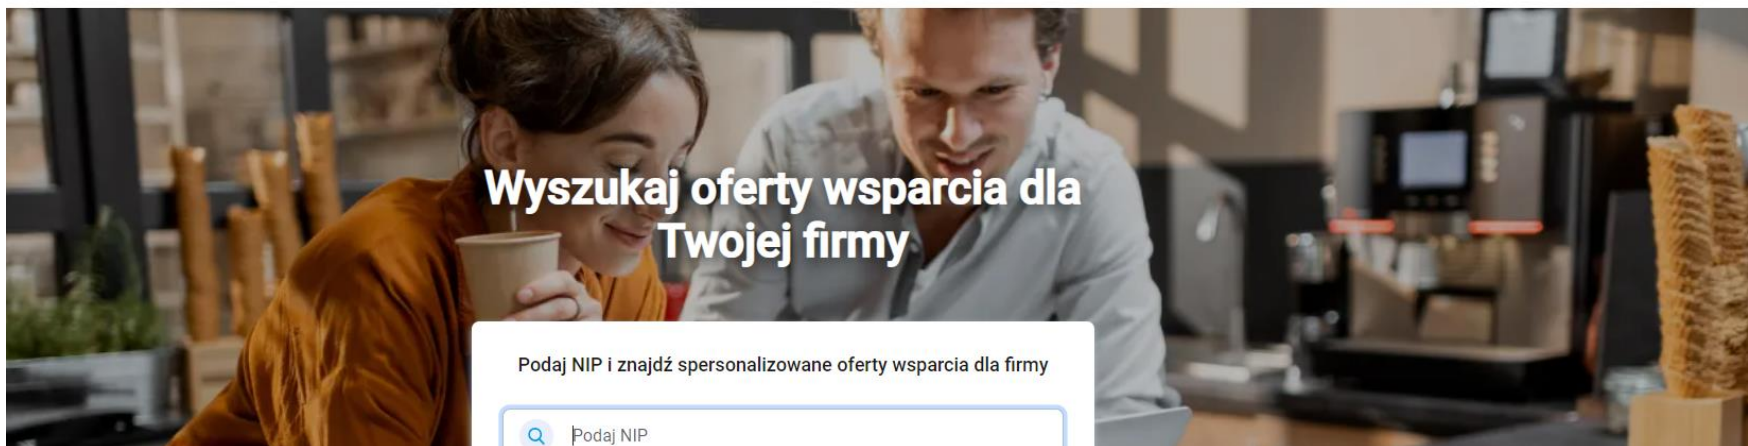 Wyszukaj oferty wsparcia dla
Twojej firmy
Podaj NIP i znajdź spersonalizowane oferty wsparcia dla firmy
Podaj NIP